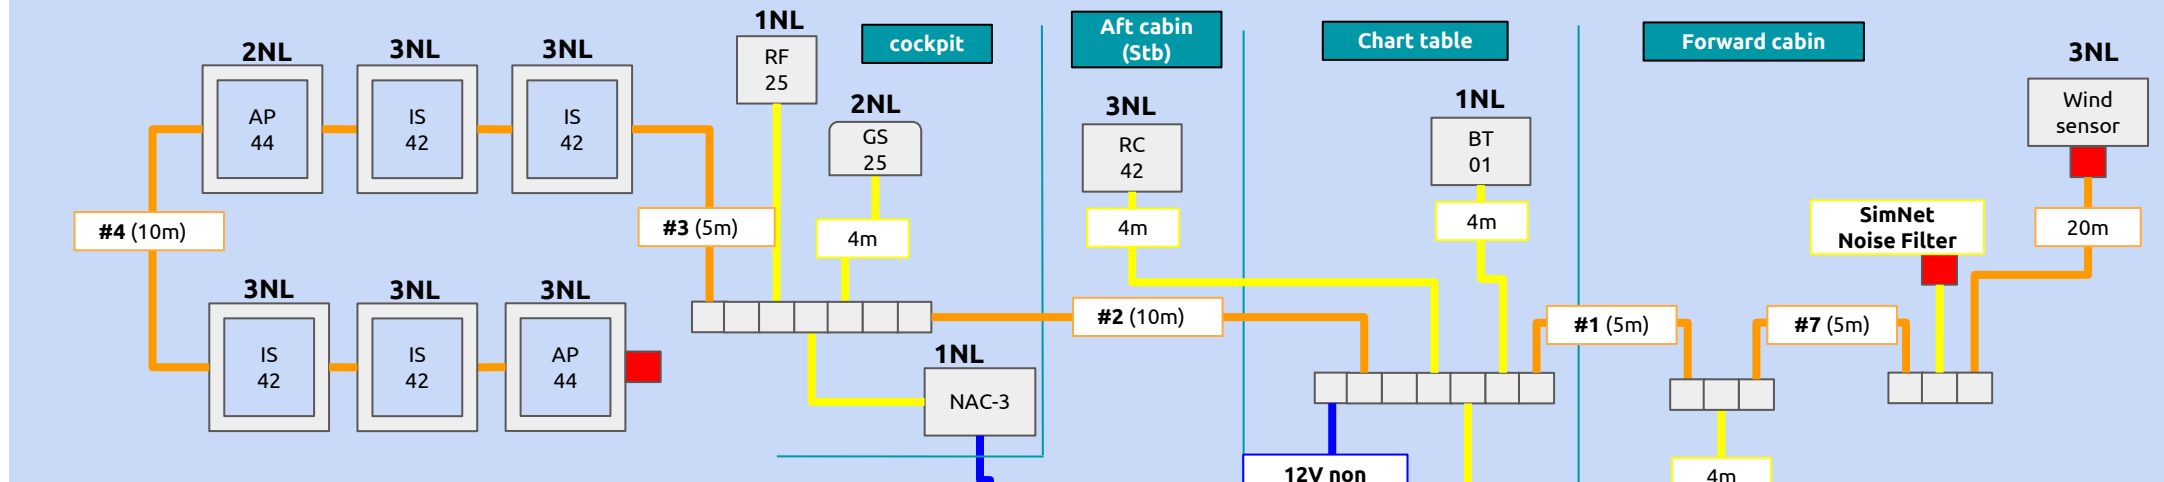 2NL
3NL
3NL
1NL
cockpit
Aft cabin
(Stb)
Chart table
Forward cabin
3NL
AP
44
IS
42
IS
42
RF
25
2NL
GS
25
3NL
RC
42
1NL
BT
01
Wind
sensor
#4 (10m)
#3 (5m)
4m
4m
4m
SimNet
Noise Filter
20m
3NL
3NL
3NL
IS
42
IS
42
AP
44
#2 (10m)
#1 (5m)
#7 (5m)
1NL
NAC-3
12V non
4m